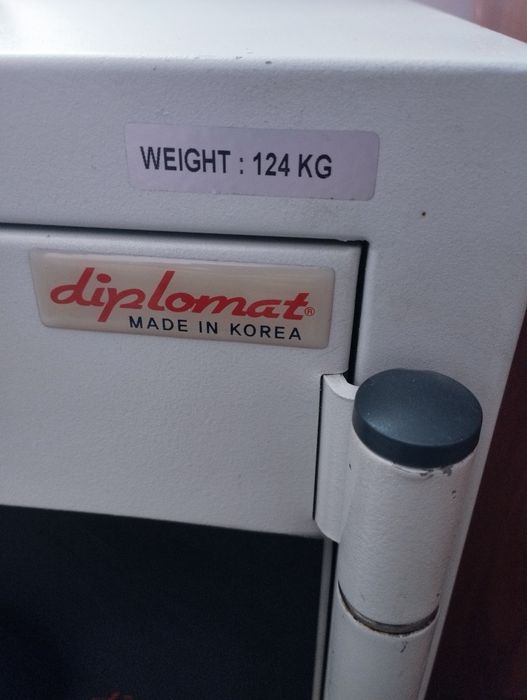 WEIGHT : 124 KG
diplomat®
MADE IN KOREA